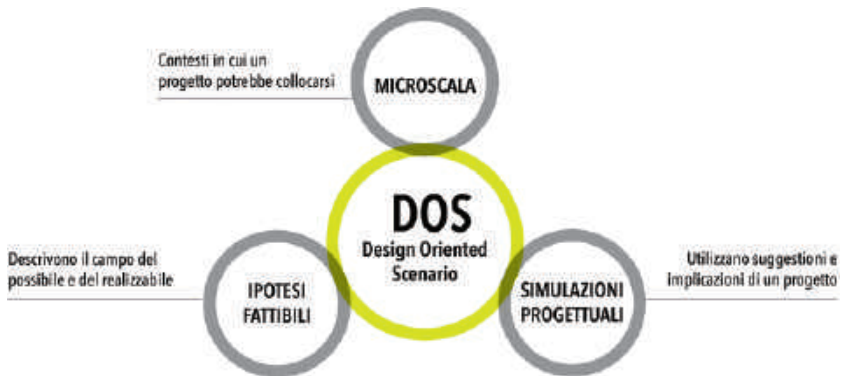 Contesti in cui un
progetto potrebbe collocarsi
MICROSCALA
DOS
Design Oriented
Scenario
Descrivono il campo del
possibile e del realizzabile
IPOTESI
FATTIBILI
SIMULAZIONI
PROGETTUALI
Utilizzano suggestioni e
implicazioni di un progetto